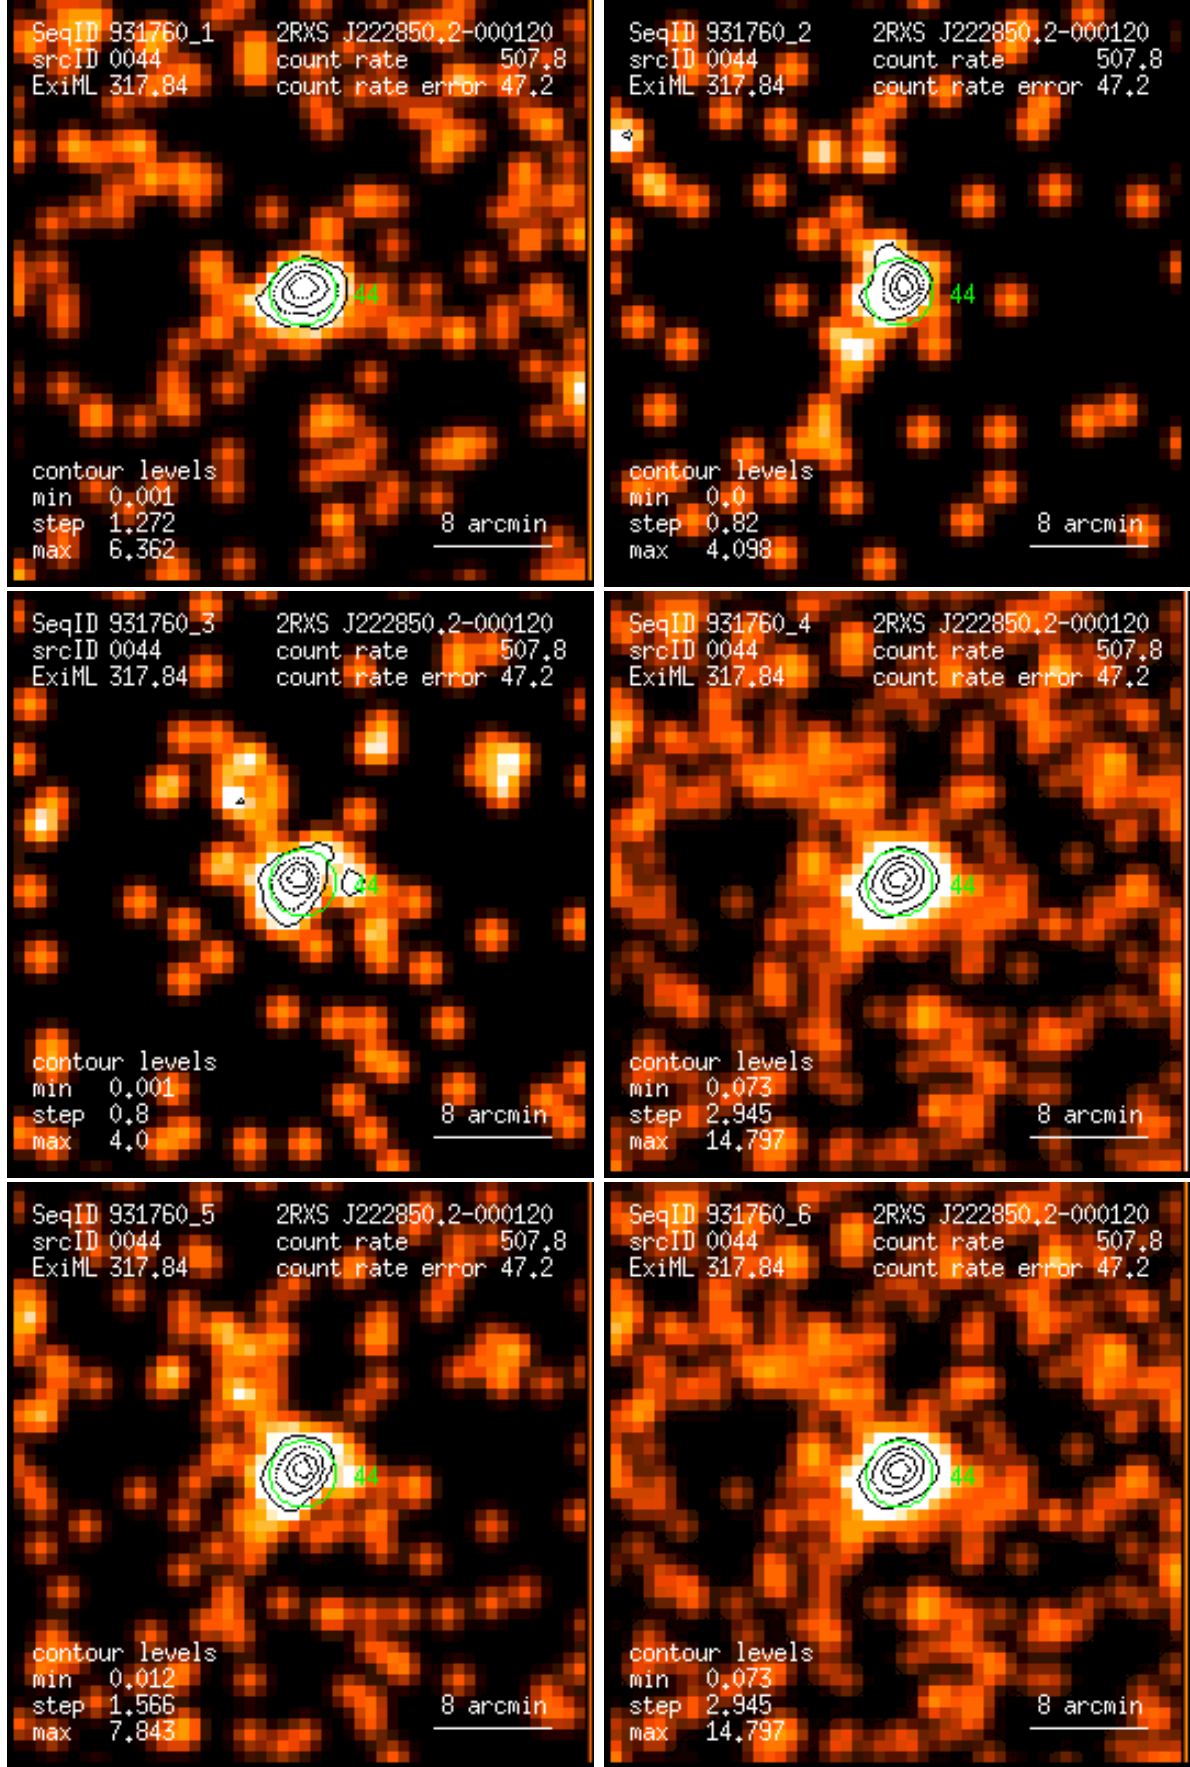 SeqID 931760_1 2RXS J222850.2-000120
srcID 0044 count rate 507.8
ExiML 317.84 count rate error 47.2
44
contour levels
min 0.001
step 1.272 8 arcmin
max 6.362
SeqID 931760_2 2RXS J222850.2-000120
srcID 0044 count rate 507.8
ExiML 317.84 count rate error 47.2
44
contour levels
min 0.0
step 0.82 8 arcmin
max 4.098
SeqID 931760_3 2RXS J222850.2-000120
srcID 0044 count rate 507.8
ExiML 317.84 count rate error 47.2
44
contour levels
min 0.001
step 0.8 8 arcmin
max 4.0
SeqID 931760_4 2RXS J222850.2-000120
srcID 0044 count rate 507.8
ExiML 317.84 count rate error 47.2
44
contour levels
min 0.073
step 2.945 8 arcmin
max 14.797
SeqID 931760_5 2RXS J222850.2-000120
srcID 0044 count rate 507.8
ExiML 317.84 count rate error 47.2
44
contour levels
min 0.012
step 1.566 8 arcmin
max 7.843
SeqID 931760_6 2RXS J222850.2-000120
srcID 0044 count rate 507.8
ExiML 317.84 count rate error 47.2
44
contour levels
min 0.073
step 2.945 8 arcmin
max 14.797